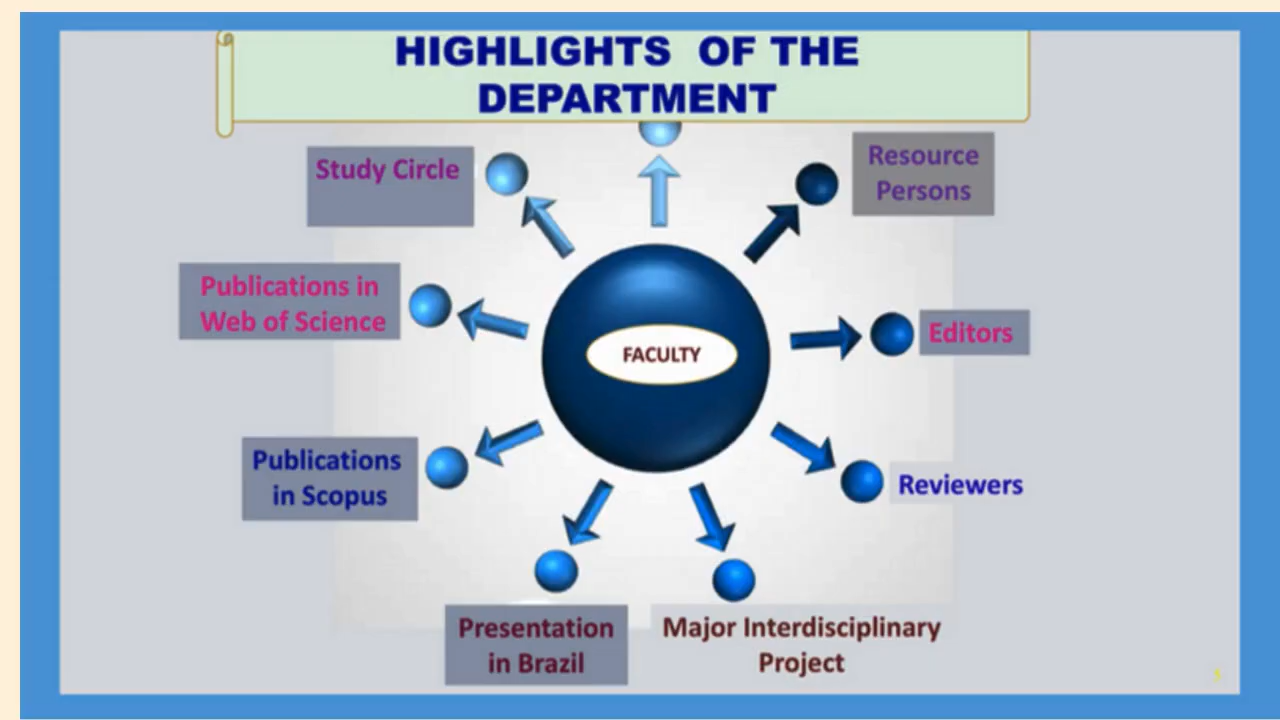 HIGHLIGHTS OF THE
DEPARTMENT
Study Circle
Resource
Persons
Publications in
Web of Science
Editors
FACULTY
Publications
in Scopus
Reviewers
Presentation
in Brazil
Major Interdisciplinary
Project